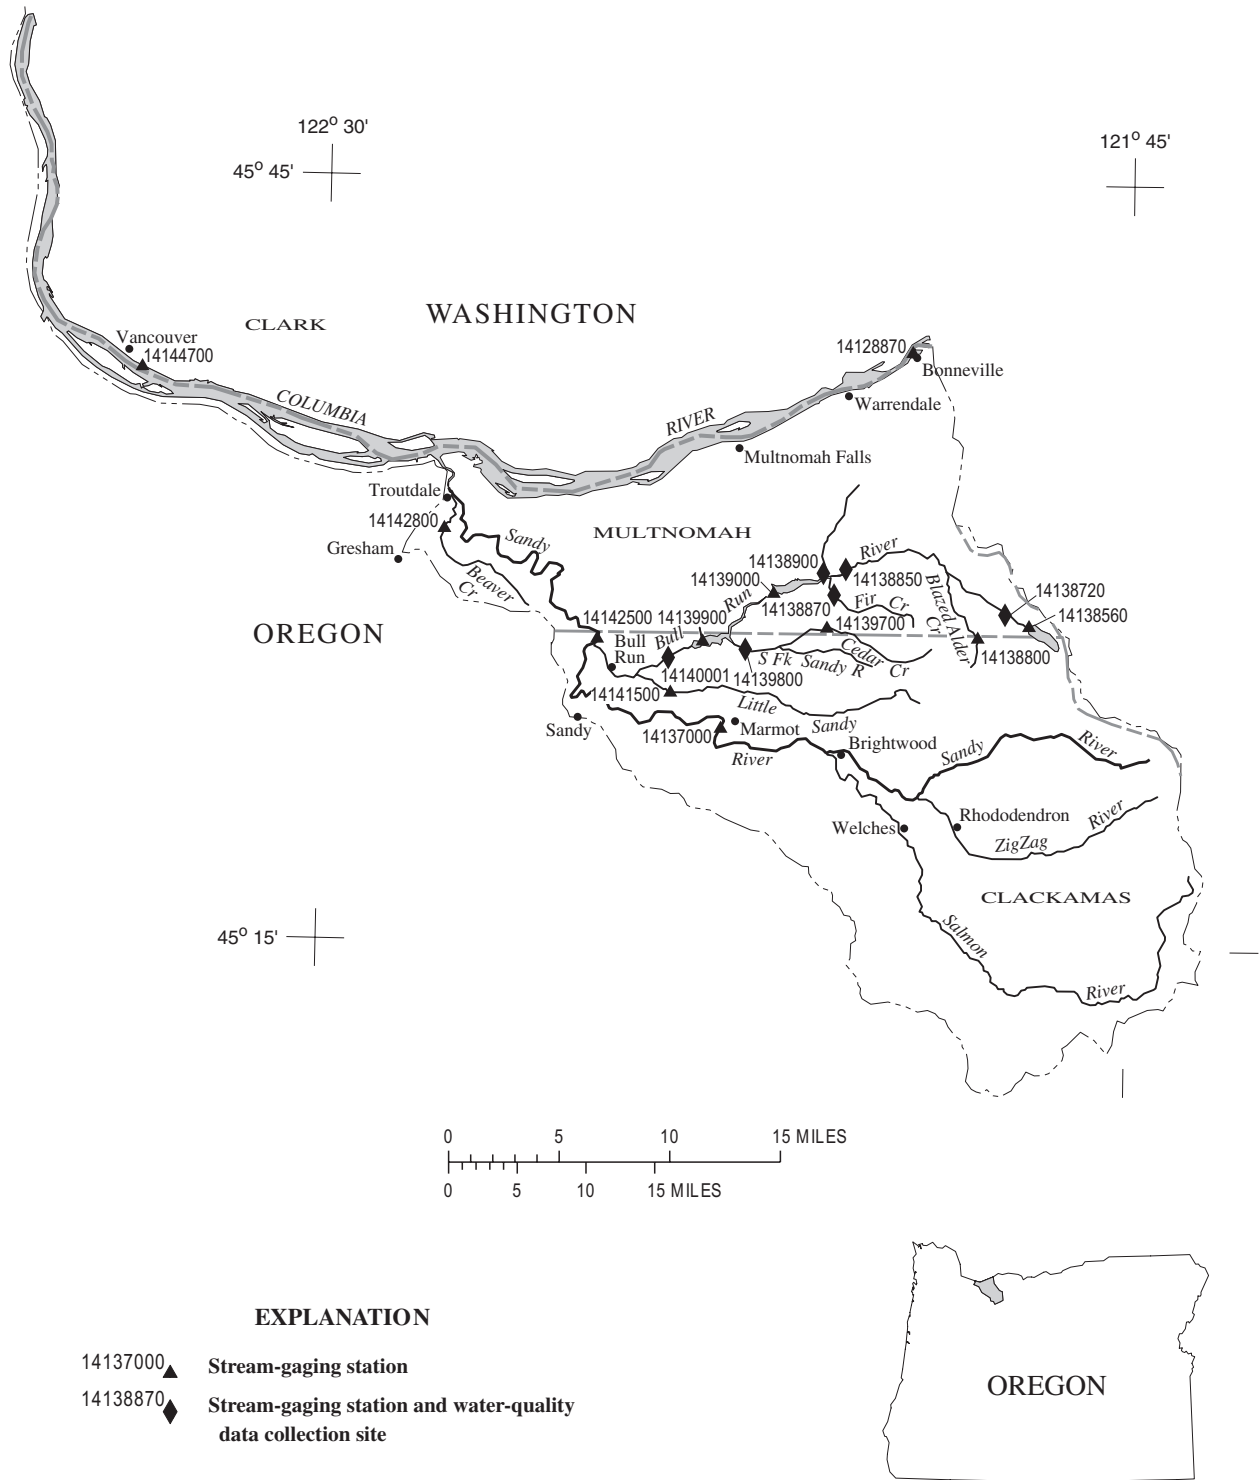 122° 30'
121° 45'
45° 45'
WASHINGTON
CLARK
Vancouver
14144700
14128870
Bonneville
COLUMBIA
RIVER
Warrendale
Multnomah Falls
Troutdale
14142800
Gresham
Sandy
MULTNOMAH
Beaver
Cr
14138900
River
14139000
14138850
14138720
14138560
Run
14138870
Fir Cr
Blazed Alder
Cr
OREGON
14142500
14139900
14139700
Bull
Run
Bull
Cedar
Cr
14138800
S Fk Sandy R
14140001
14139800
14141500
Little
Sandy
Sandy
14137000
Marmot
River
Brightwood
Sandy
River
Welches
Rhododendron
ZigZag
River
CLACKAMAS
45° 15'
Salmon
River
0 5 10 15 MILES
0 5 10 15 MILES
EXPLANATION
14137000 Stream-gaging station
14138870 Stream-gaging station and water-quality
data collection site
OREGON